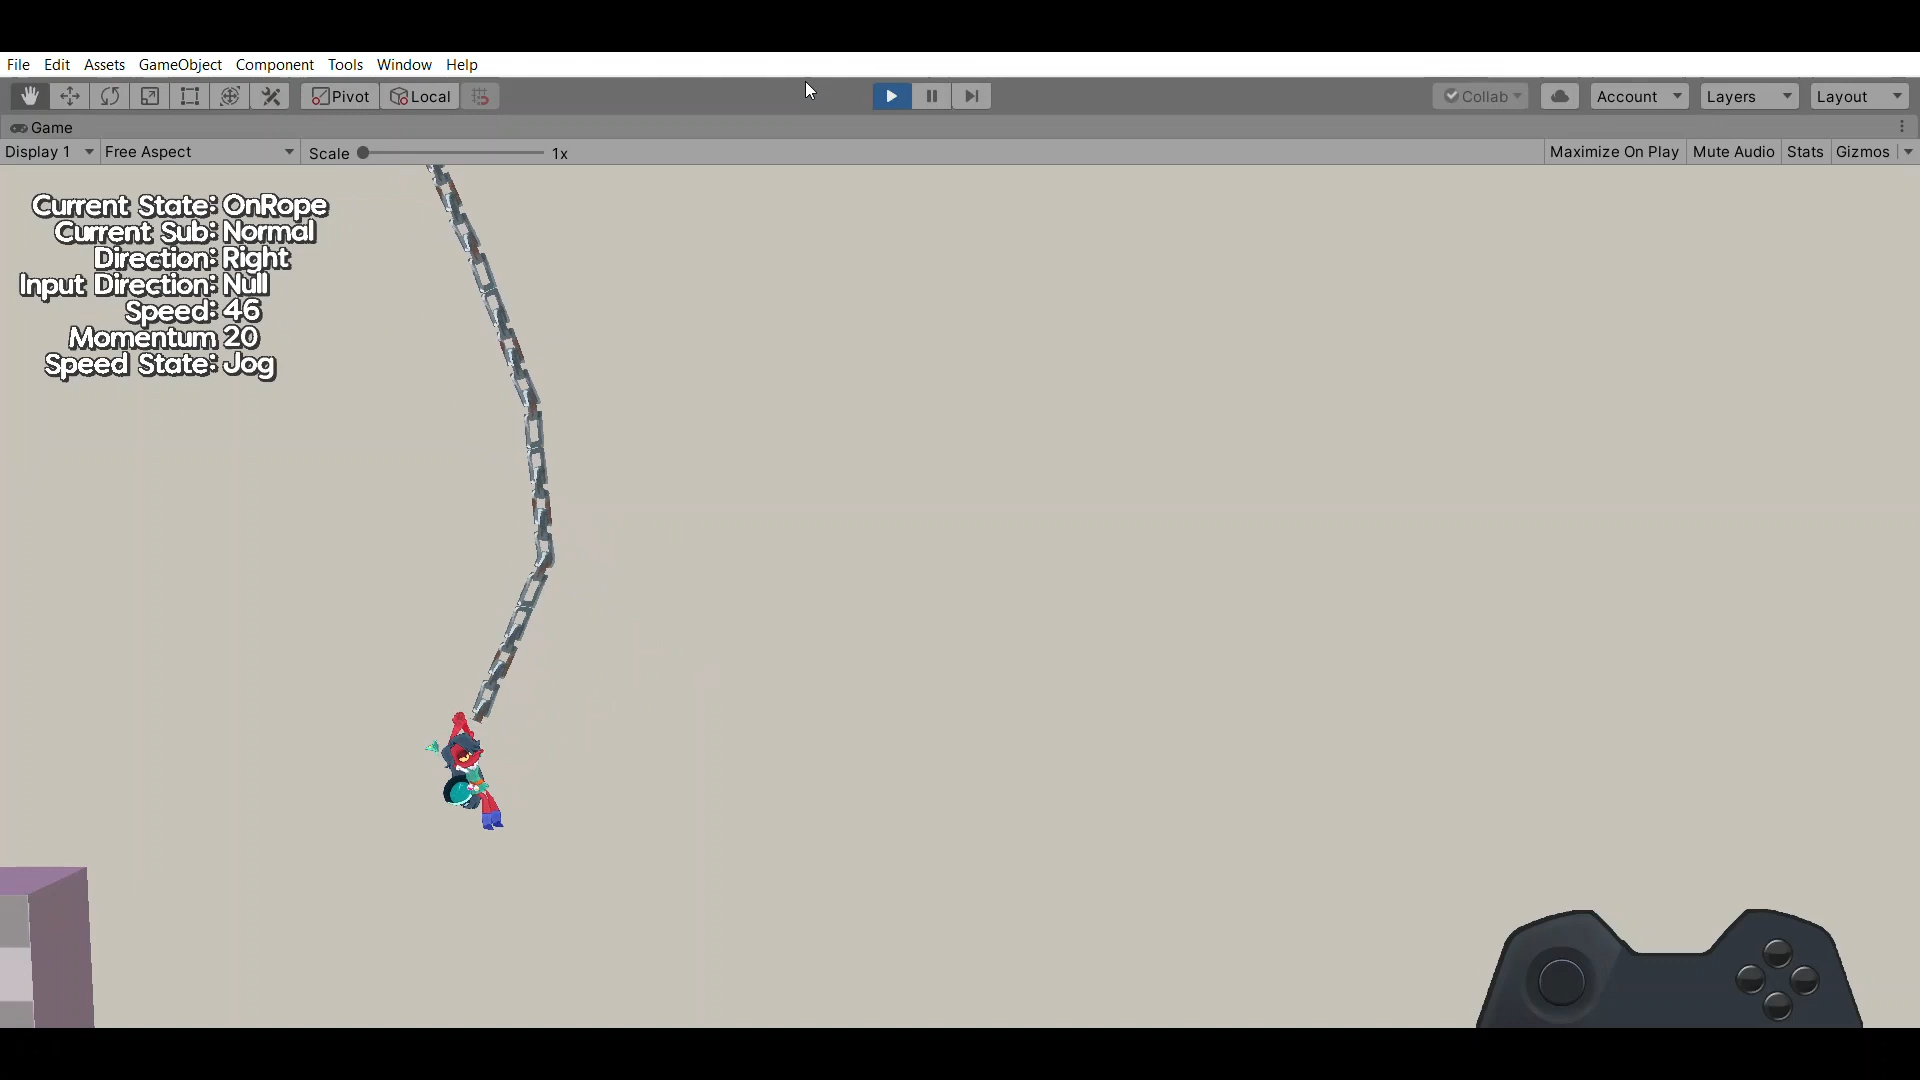 File Edit Assets GameObject Component Tools Window Help
Pivot Local Collab Account Layers Layout
Game
Display 1 Free Aspect Scale 1x Maximize On Play Mute Audio Stats Gizmos
Current State: OnRope
Current Sub: Normal
Direction: Right
Input Direction: Null
Speed: 46
Momentum 20
Speed State: Jog